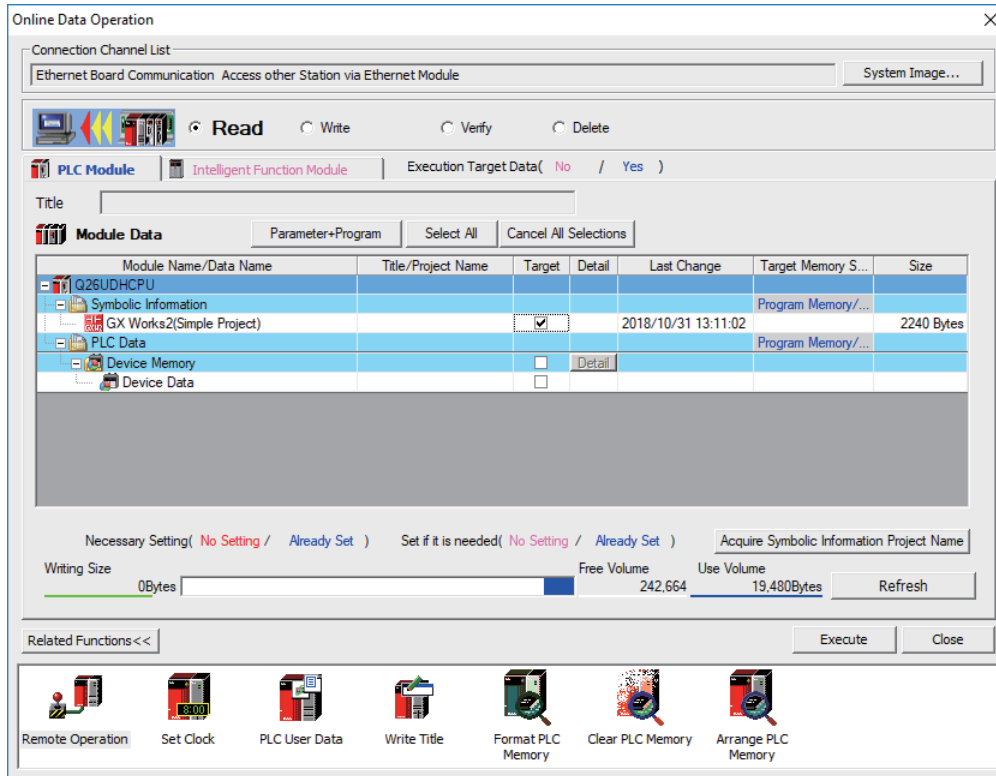 Online Data Operation
Connection Channel List
Ethernet Board Communication Access other Station via Ethernet Module
System Image...
Read Write Verify Delete
PLC Module Intelligent Function Module Execution Target Data( No / Yes )
Title
Module Data Parameter+Program Select All Cancel All Selections
Module Name/Data Name Title/Project Name Target Detail Last Change Target Memory S... Size
Q26UDHCPU
Symbolic Information Program Memory/...
GX Works2(Simple Project) 2018/10/31 13:11:02 2240 Bytes
PLC Data Program Memory/...
Device Memory Detail
Device Data
Necessary Setting( No Setting / Already Set ) Set if it is needed( No Setting / Already Set ) Acquire Symbolic Information Project Name
Writing Size Free Volume Use Volume
0Bytes 242,664 19,480Bytes Refresh
Related Functions<< Execute Close
8:00
Remote Operation Set Clock PLC User Data Write Title Format PLC Memory Clear PLC Memory Arrange PLC Memory